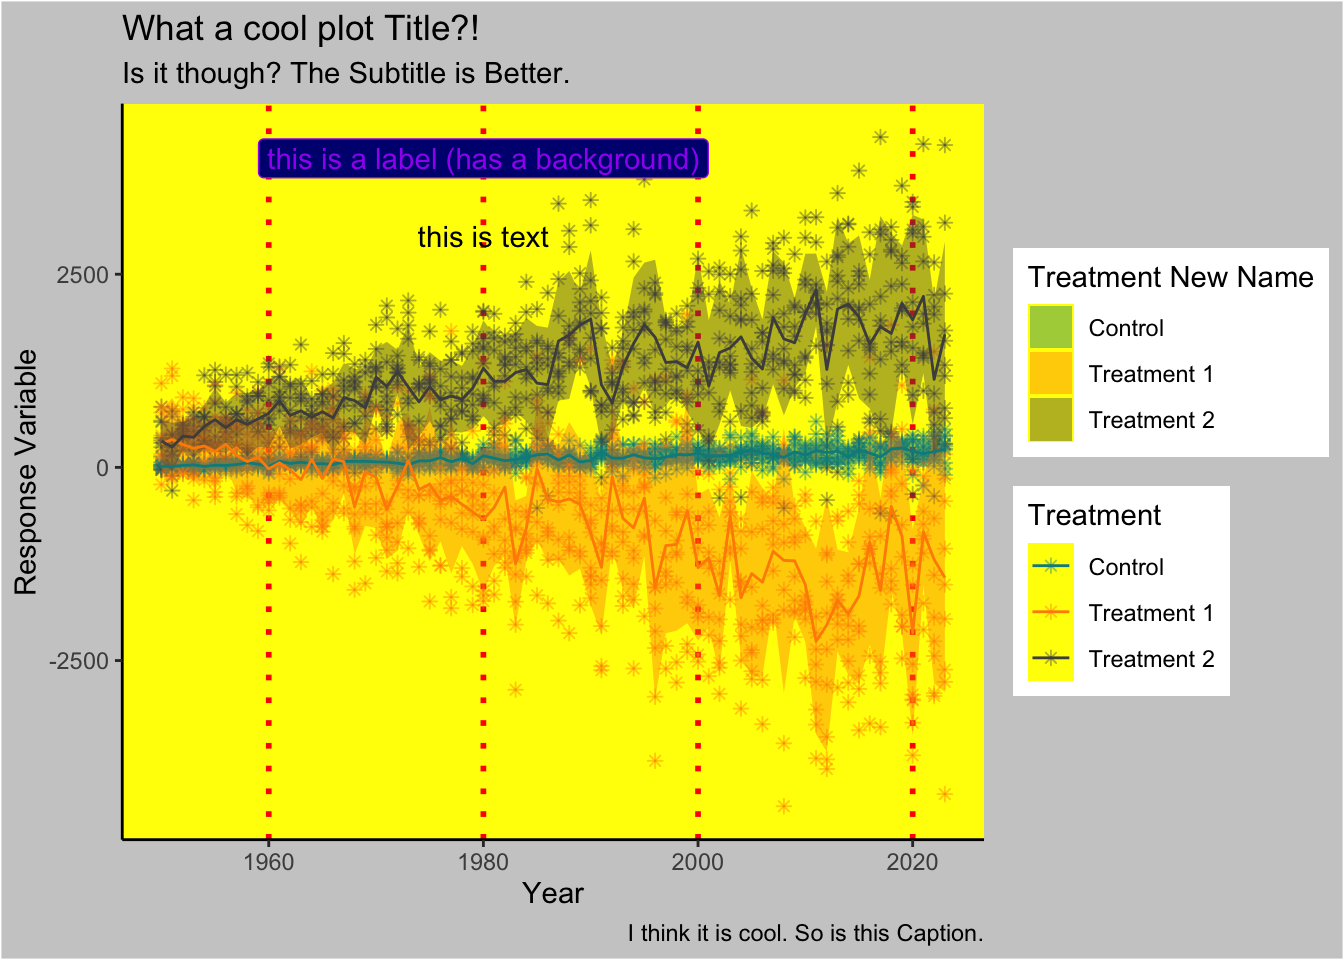 What a cool plot Title?!
Is it though? The Subtitle is Better.
this is a label (has a background)
this is text
Response Variable
2500
0
-2500
1960 1980 2000 2020
Year
I think it is cool. So is this Caption.
Treatment New Name
Control
Treatment 1
Treatment 2
Treatment
Control
Treatment 1
Treatment 2